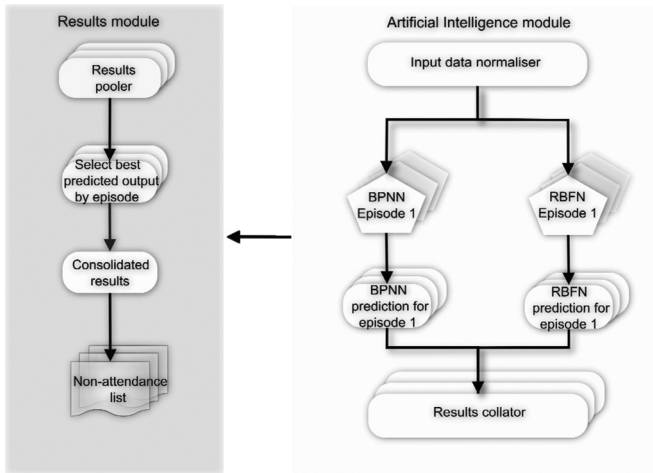 Results module
Results
pooler
Select best
predicted output
by episode
Consolidated
results
Non-attendance
list
Artificial Intelligence module
Input data normaliser
BPNN
Episode 1
RBFN
Episode 1
BPNN
prediction for
episode 1
RBFN
prediction for
episode 1
Results collator